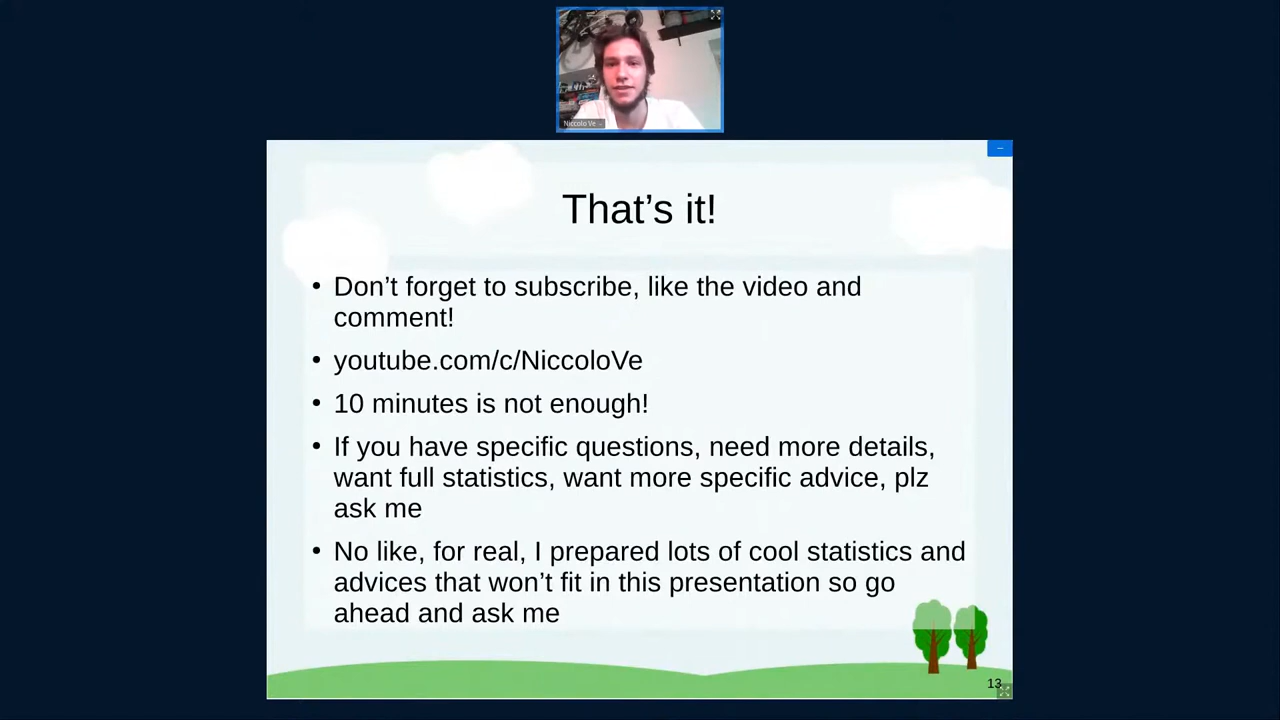 Niccolo Ve
That's it!
• Don't forget to subscribe, like the video and
comment!
• youtube.com/c/NiccoloVe
• 10 minutes is not enough!
• If you have specific questions, need more details,
want full statistics, want more specific advice, plz
ask me
• No like, for real, I prepared lots of cool statistics and
advices that won't fit in this presentation so go
ahead and ask me
13